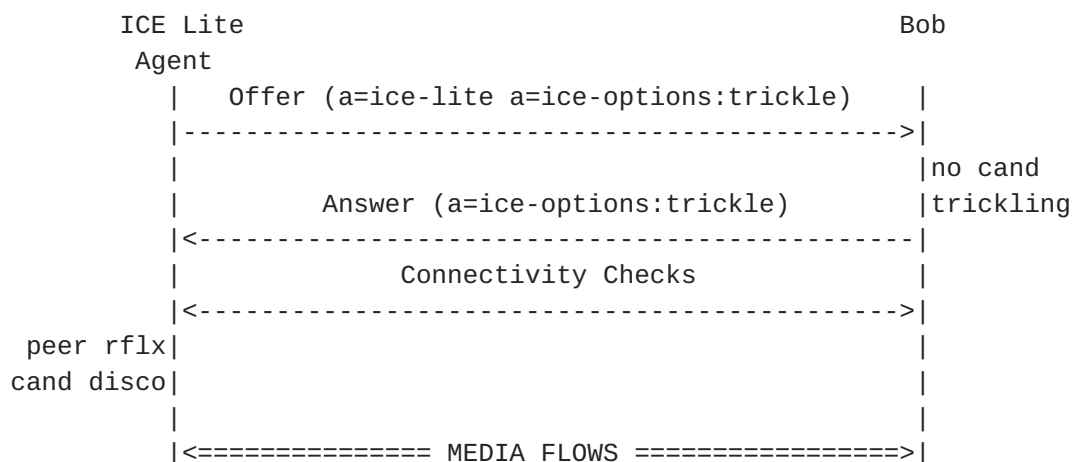 ICE Lite                                          Bob
 Agent
   |   Offer (a=ice-lite a=ice-options:trickle)    |
   |---------------------------------------------->|
   |                                               |no cand
   |         Answer (a=ice-options:trickle)        |trickling
   |<----------------------------------------------|
   |              Connectivity Checks              |
   |<--------------------------------------------->|
peer rflx|                                               |
cand disco|                                               |
   |                                               |
   |<=============== MEDIA FLOWS =================>|